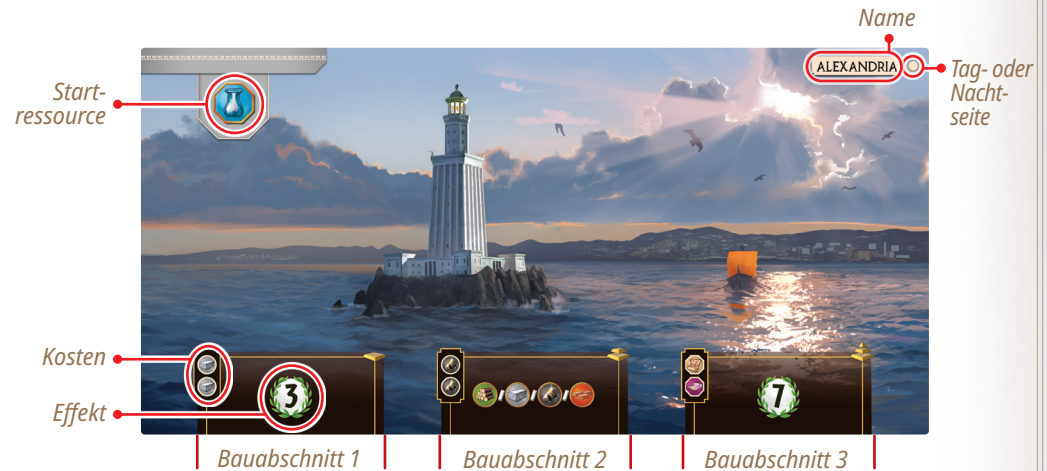 Name
ALEXANDRIA
Tag- oder
Nacht-
seite
Start-
ressource
Kosten
Effekt
3
7
Bauabschnitt 1
Bauabschnitt 2
Bauabschnitt 3